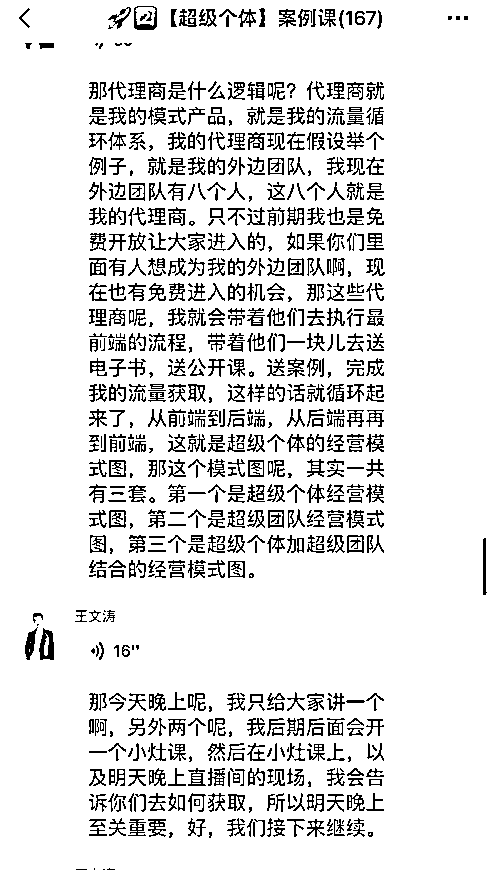 🚀【超级个体】案例课(167)
那代理商是什么逻辑呢？代理商就
是我的模式产品，就是我的流量循
环体系，我的代理商现在假设举个
例子，就是我的外边团队，我现在
外边团队有八个人，这八个人就是
我的代理商。只不过前期我也是免
费开放让大家进入的，如果你们里
面有人想成为我的外边团队啊，现
在也有免费进入的机会，那这些代
理商呢，我就会带着他们去执行最
前端的流程，带着他们一块儿去送
电子书，送公开课。送案例，完成
我的流量获取，这样的话就循环起
来了，从前端到后端，从后端再再
到前端，这就是超级个体的经营模
式图，那这个模式图呢，其实一共
有三套。第一个是超级个体经营模
式图，第二个是超级团队经营模式
图，第三个是超级个体加超级团队
结合的经营模式图。
王文涛
16"
那今天晚上呢，我只给大家讲一个
啊，另外两个呢，我后期后面会开
一个小灶课，然后在小灶课上，以
及明天晚上直播间的现场，我会告
诉你们去如何获取，所以明天晚上
至关重要，好，我们接下来继续。